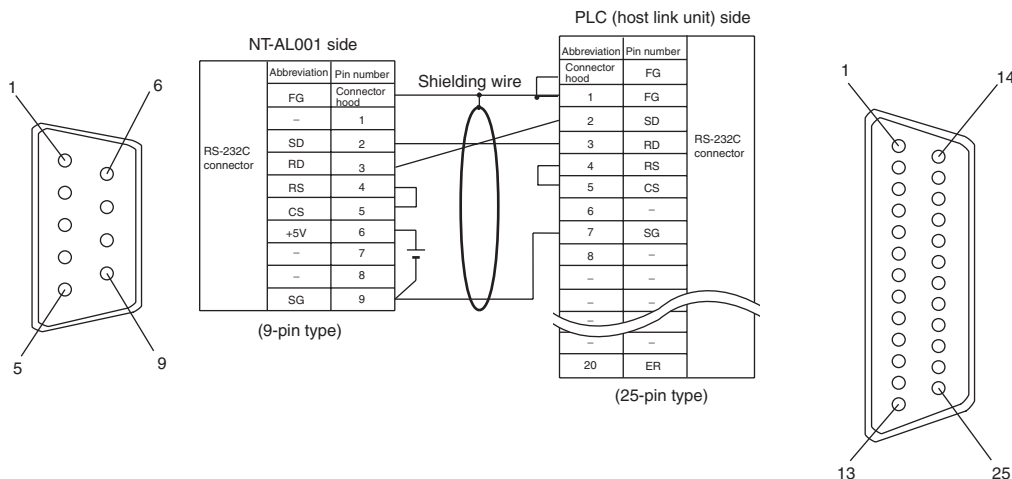 PLC (host link unit) side
NT-AL001 side
Abbreviation Pin number
Connector hood FG
1 FG
2 SD
3 RD
4 RS
5 CS
6 –
7 SG
8 –
– –
– –
– –
– –
20 ER
RS-232C connector
(25-pin type)
Abbreviation Pin number
FG Connector hood
– 1
SD 2
RD 3
RS 4
CS 5
+5V 6
– 7
– 8
SG 9
RS-232C connector
(9-pin type)
Shielding wire
1
6
5
9
1
14
13
25